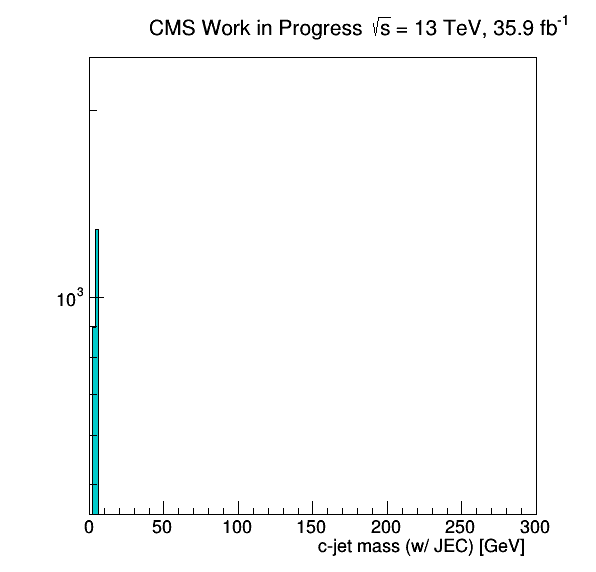 CMS Work in Progress √s = 13 TeV, 35.9 fb⁻¹
10³
0 50 100 150 200 250 300
c-jet mass (w/ JEC) [GeV]